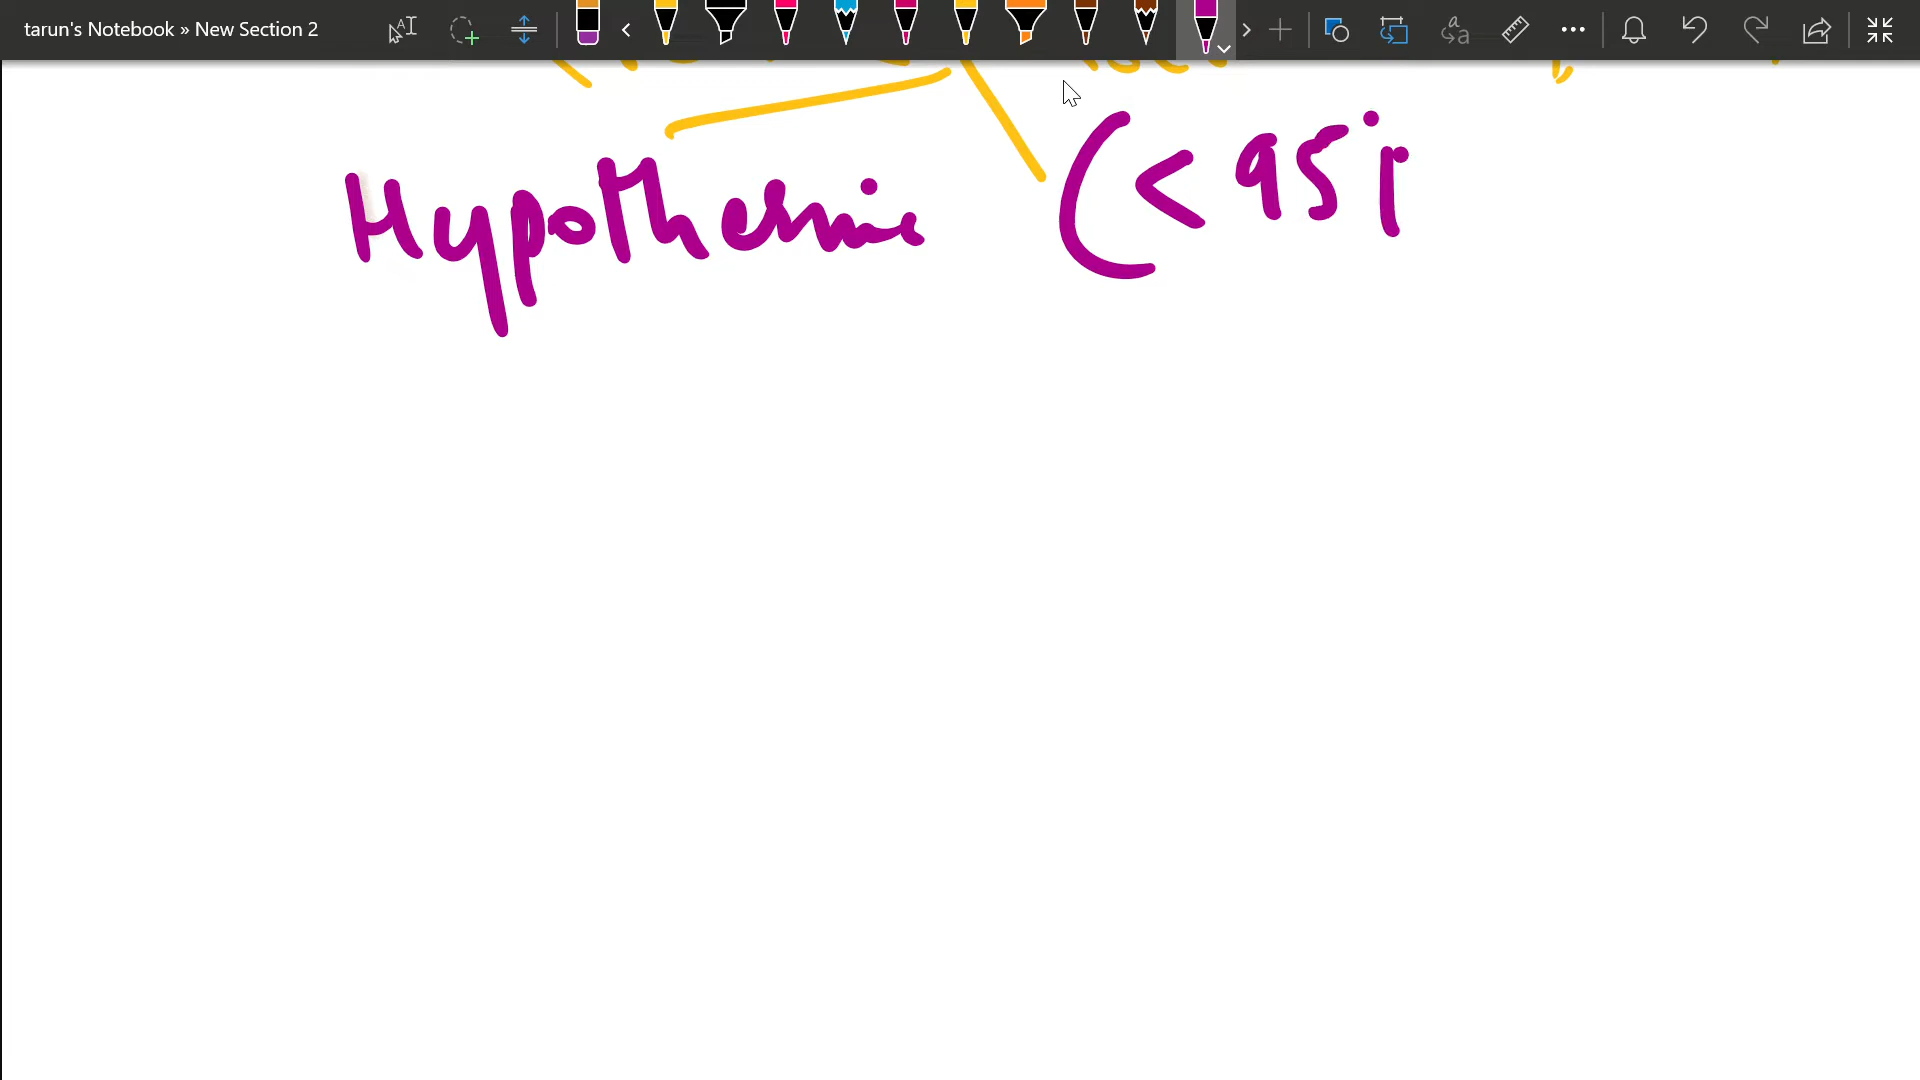 tarun's Notebook » New Section 2
Hypothermia (< 95°